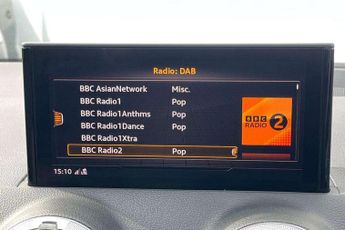 Radio: DAB
BBC AsianNetwork Misc.
BBC Radio1 Pop
BBC Radio1Anthms Pop
BBC Radio1Dance Pop
BBC Radio1Xtra
BBC Radio2 Pop
BBC
RADIO 2
15:10